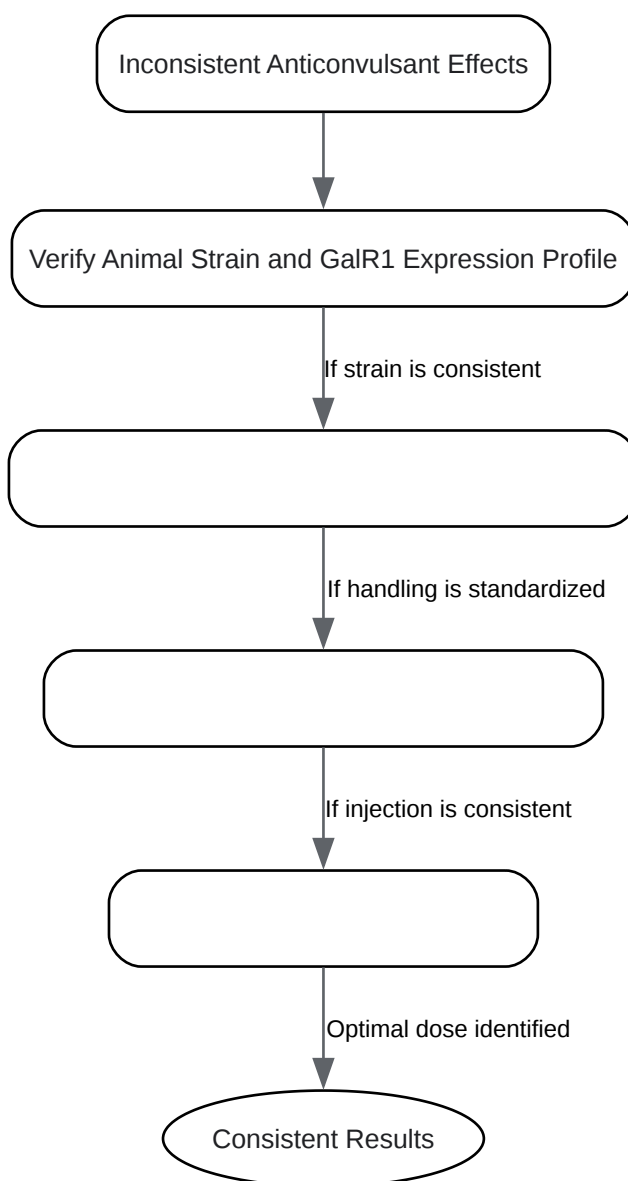 Inconsistent Anticonvulsant Effects
Verify Animal Strain and GalR1 Expression Profile
If strain is consistent
If handling is standardized
If injection is consistent
Optimal dose identified
Consistent Results